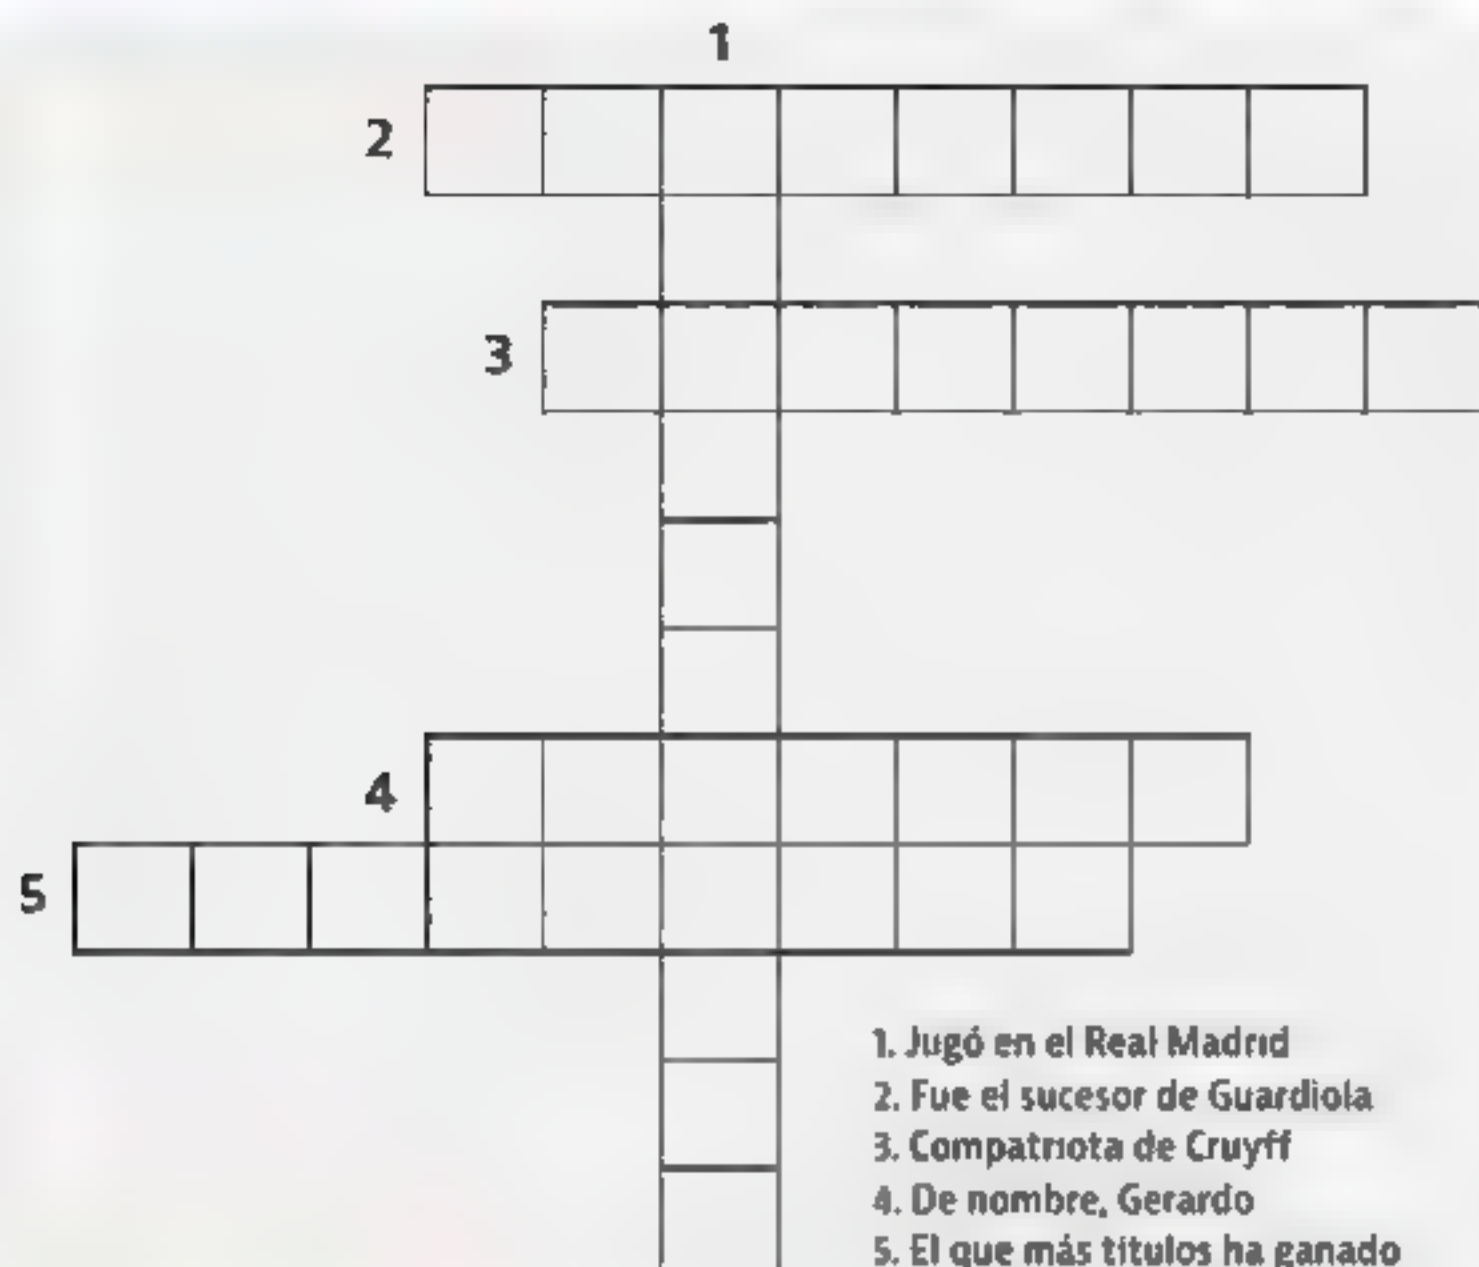 1
2
3
4
5
1. Jugó en el Real Madrid
2. Fue el sucesor de Guardiola
3. Compatriota de Cruyff
4. De nombre, Gerardo
5. El que más títulos ha ganado